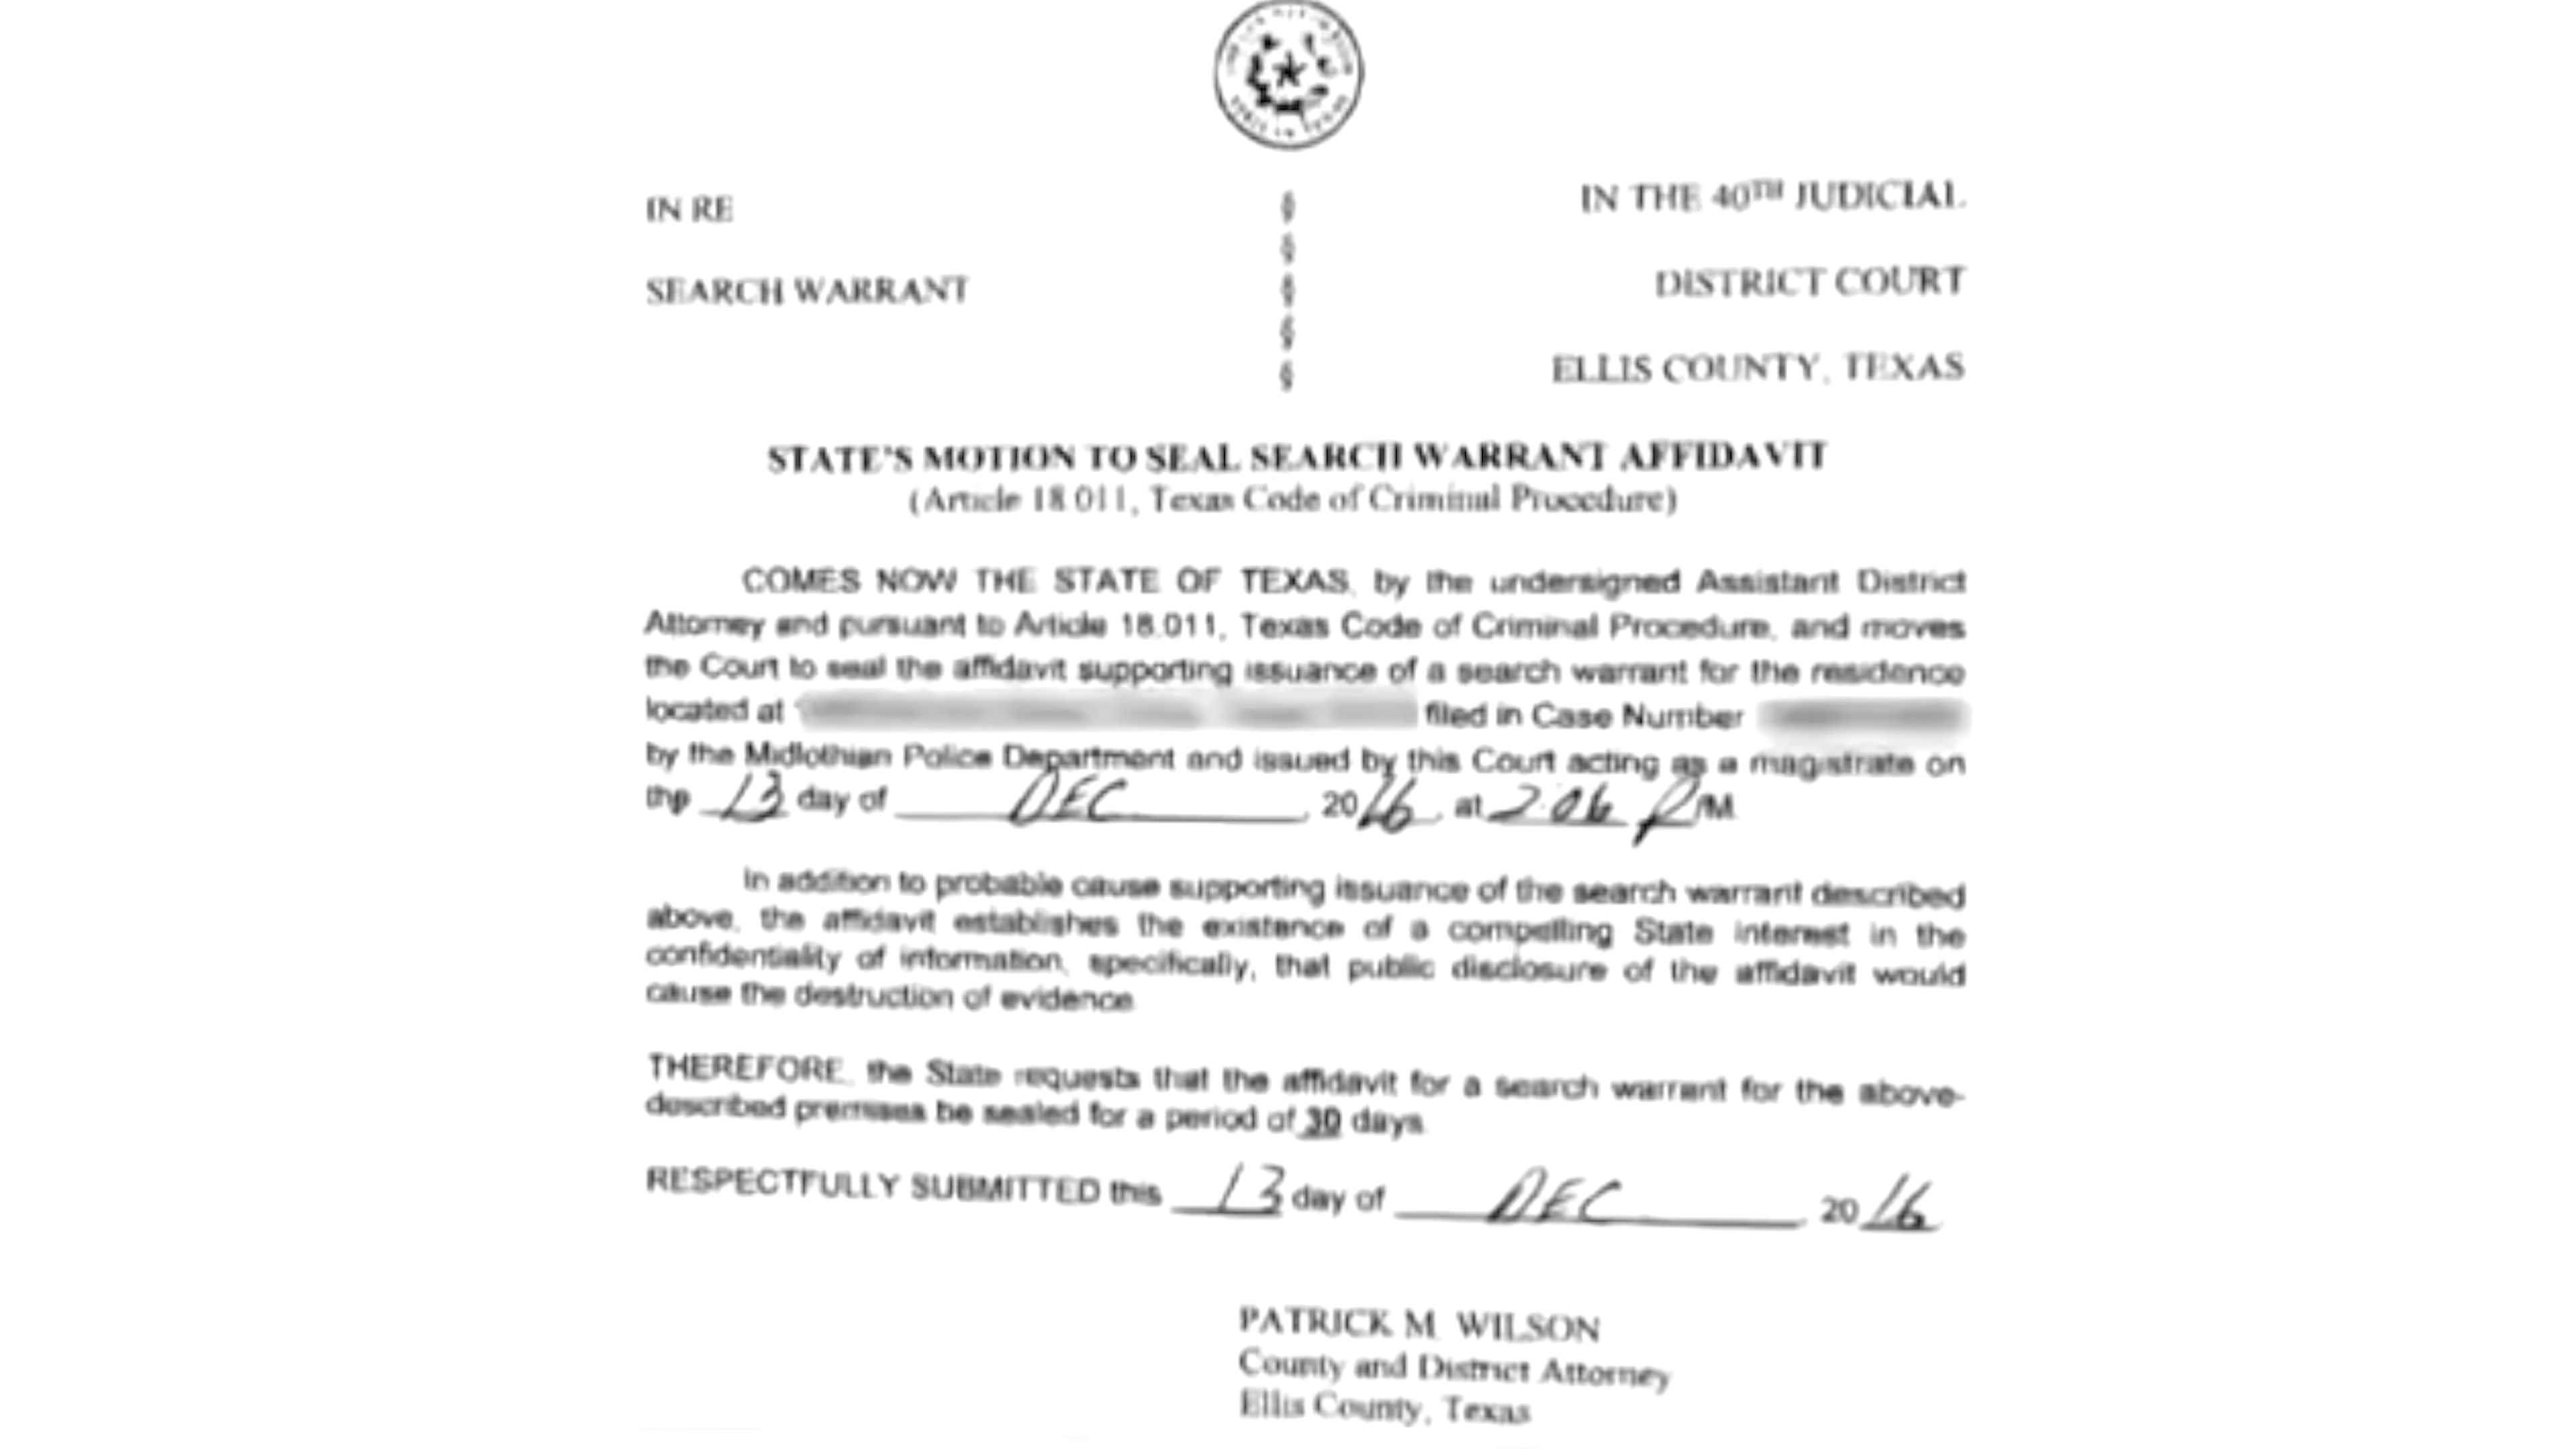 IN RE
IN THE 40TH JUDICIAL
SEARCH WARRANT
DISTRICT COURT
ELLIS COUNTY, TEXAS
§
§
§
§
§
STATE'S MOTION TO SEAL SEARCH WARRANT AFFIDAVIT
(Article 18.011, Texas Code of Criminal Procedure)
COMES NOW THE STATE OF TEXAS, by the undersigned Assistant District
Attorney and pursuant to Article 18.011, Texas Code of Criminal Procedure, and moves
the Court to seal the affidavit supporting issuance of a search warrant for the residence
located at filed in Case Number
by the Midlothian Police Department and issued by this Court acting as a magistrate on
the 13 day of DEC, 2016, at 2:06 P.M.
In addition to probable cause supporting issuance of the search warrant described
above, the affidavit establishes the existence of a compelling State interest in the
confidentiality of information, specifically, that public disclosure of the affidavit would
cause the destruction of evidence.
THEREFORE, the State requests that the affidavit for a search warrant for the above-
described premises be sealed for a period of 30 days.
RESPECTFULLY SUBMITTED this 13 day of DEC, 2016
PATRICK M. WILSON
County and District Attorney
Ellis County, Texas